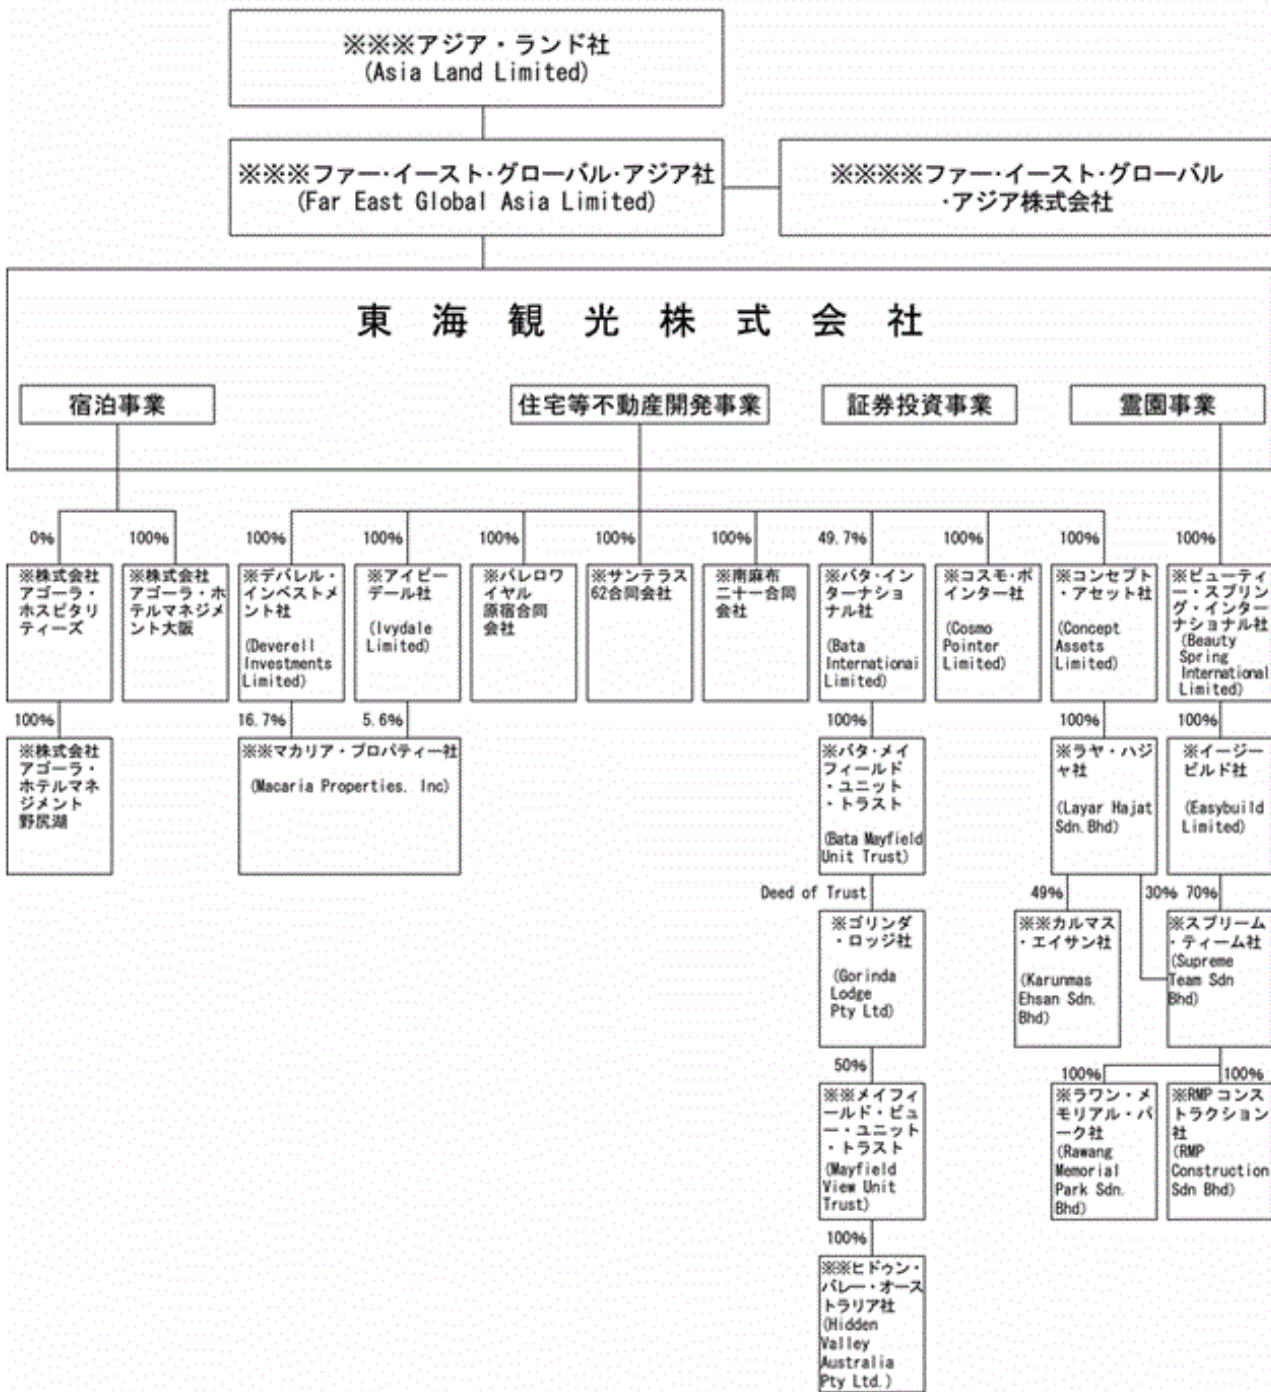 ※※※アジア・ランド社
(Asia Land Limited)
※※※ファー・イースト・グローバル・アジア社
(Far East Global Asia Limited)
※※※※ファー・イースト・グローバル
・アジア株式会社
東海観光株式会社
宿泊事業
住宅等不動産開発事業
証券投資事業
霊園事業
0%
100%
100%
100%
100%
100%
100%
49.7%
100%
100%
100%
※株式会社
アゴーラ・
ホスピタリ
ティーズ
※株式会社
アゴーラ・ホ
テルマネジメ
ント大阪
※デバレル・
インベストメ
ント社
(Deverell
Investments
Limited)
※アイビー
デール社
(Ivydale
Limited)
※パレロワ
イヤル
原宿合同
会社
※サンテラス
62合同会社
※南麻布
二十一合同
会社
※バタ・イン
ターナショ
ナル社
(Bata
International
Limited)
※コスモ・ポ
インター社
(Cosmo
Pointer
Limited)
※コンセプト
・アセット社
(Concept
Assets
Limited)
※ビューティ
ー・スプリン
グ・インター
ナショナル社
(Beauty
Spring
International
Limited)
100%
16.7%
5.6%
100%
100%
100%
※株式会社
アゴーラ・
ホテルマネ
ジメント
野尻湖
※※マカリア・プロパティー社
(Macaria Properties. Inc)
※バタ・メイ
フィールド
・ユニット
・トラスト
(Bata Mayfield
Unit Trust)
※ラヤ・ハジ
ャ社
(Layar Hajat
Sdn.Bhd)
※イージー
ビルド社
(Easybuild
Limited)
Deed of Trust
49%
30%
70%
※ゴリンダ
・ロッジ社
(Gorinda
Lodge
Pty Ltd)
※※カルマス
・エイサン社
(Karunmas
Ehsan Sdn.
Bhd)
※スプリーム
・ティーム社
(Supreme
Team Sdn
Bhd)
50%
100%
100%
※※メイフィ
ールド・ビュ
ー・ユニット
・トラスト
(Mayfield
View Unit
Trust)
※ラワン・メ
モリアル・パ
ーク社
(Rawang
Memorial
Park Sdn.
Bhd)
※RMPコンス
トラクション
社
(RMP
Construction
Sdn Bhd)
100%
※※ヒドゥン・
バレー・オース
トラリア社
(Hidden
Valley
Australia
Pty Ltd.)